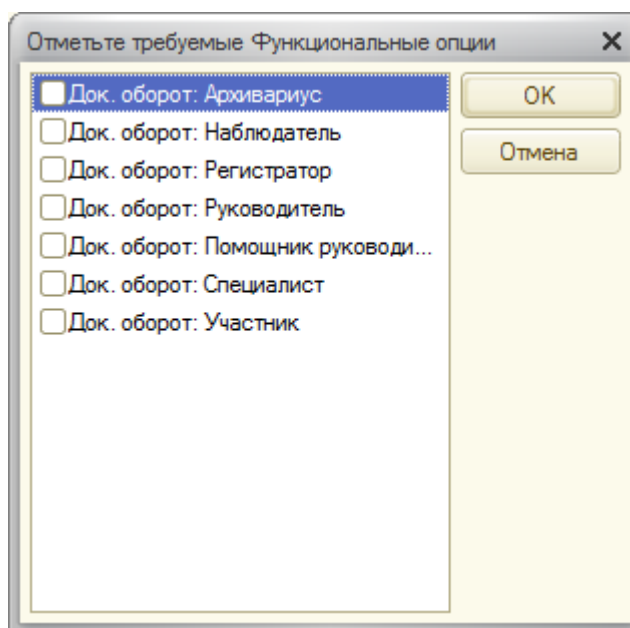 Отметьте требуемые Функциональные опции
Док. оборот: Архивариус
OK
Док. оборот: Наблюдатель
Отмена
Док. оборот: Регистратор
Док. оборот: Руководитель
Док. оборот: Помощник руководи...
Док. оборот: Специалист
Док. оборот: Участник